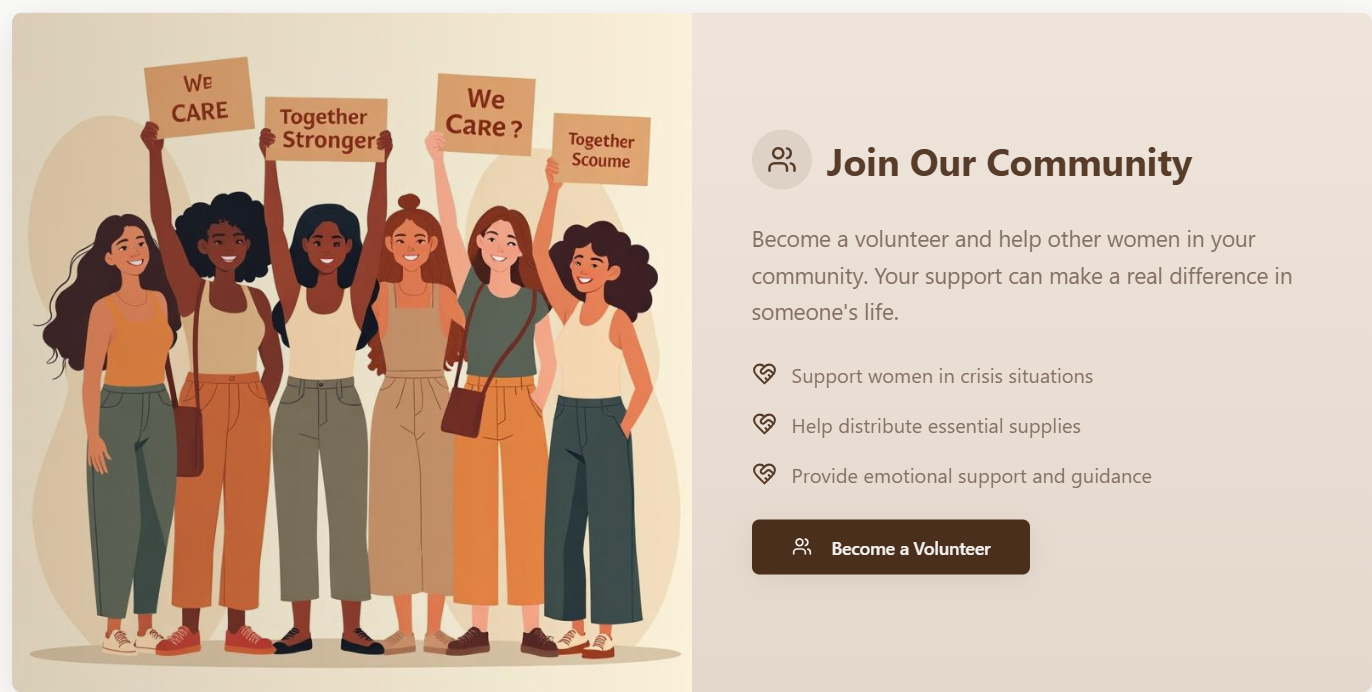 WE
CARE
Together
Stronger
We
CaRe ?
Together
Scoume
Join Our Community
Become a volunteer and help other women in your
community. Your support can make a real difference in
someone's life.
Support women in crisis situations
Help distribute essential supplies
Provide emotional support and guidance
Become a Volunteer